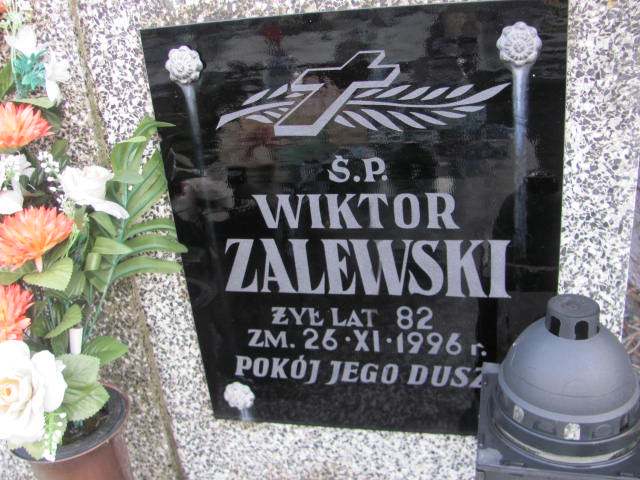 Ś.P.
WIKTOR
ZALEWSKI
ŻYŁ LAT 82
ZM. 26·XI·1996 r.
POKÓJ JEGO DUSZ